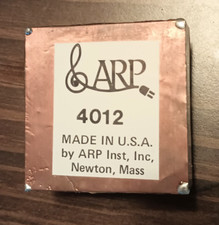 ARP
4012
MADE IN U.S.A.
by ARP Inst, Inc,
Newton, Mass